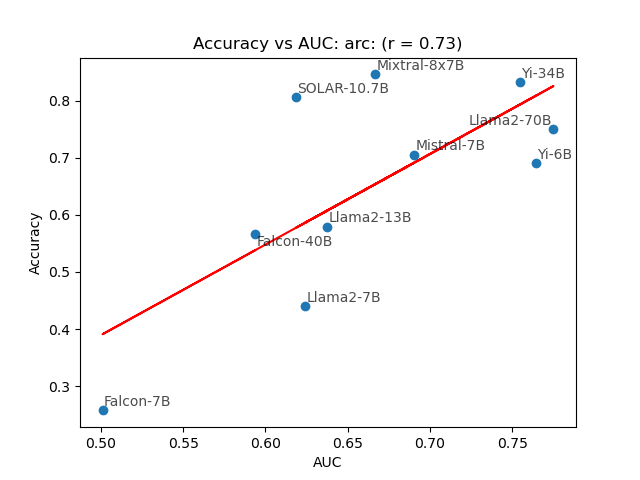 Accuracy vs AUC: arc: (r = 0.73)
Mixtral-8x7B
Yi-34B
SOLAR-10.7B
Llama2-70B
Mistral-7B
Yi-6B
Llama2-13B
Falcon-40B
Llama2-7B
Falcon-7B
Accuracy
0.8
0.7
0.6
0.5
0.4
0.3
0.50 0.55 0.60 0.65 0.70 0.75
AUC